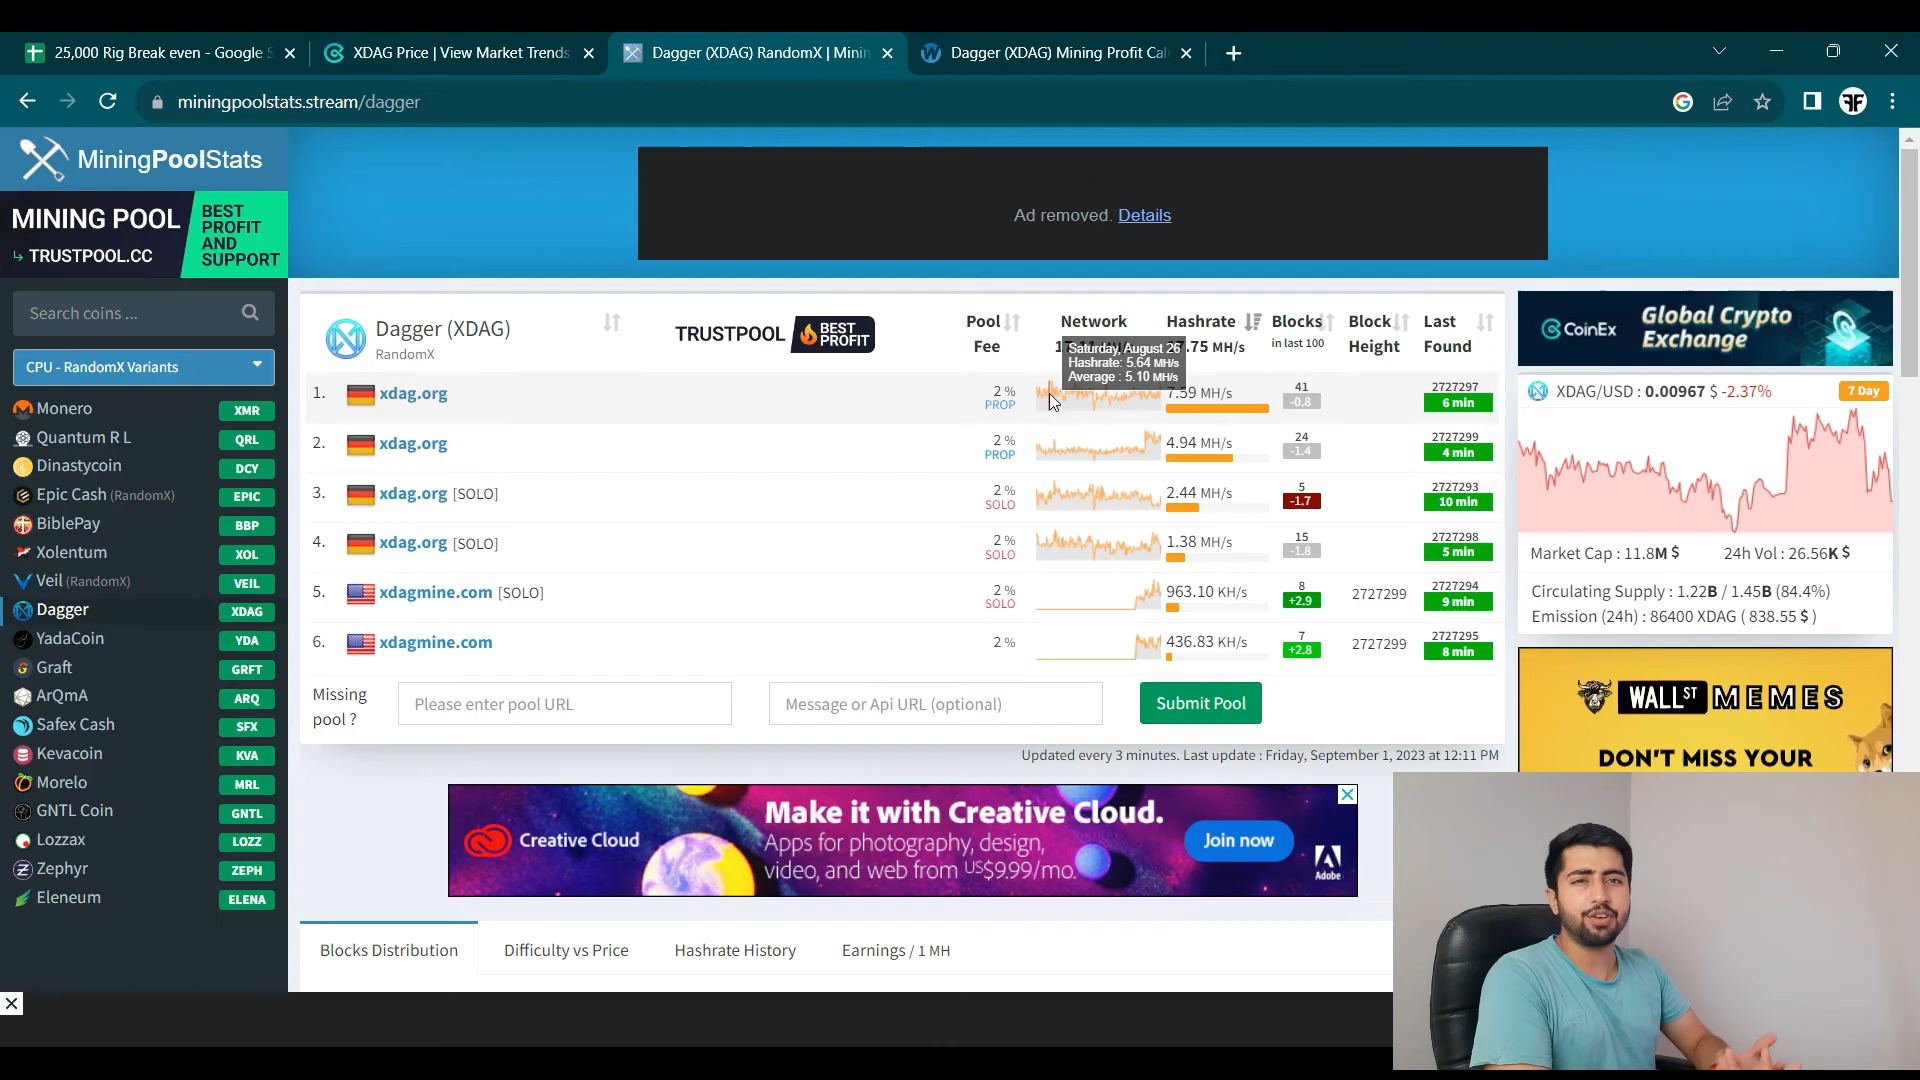 25,000 Rig Break even - Google S
XDAG Price | View Market Trends
Dagger (XDAG) RandomX | Minin
Dagger (XDAG) Mining Profit Cal
miningpoolstats.stream/dagger
MiningPoolStats
MINING POOL
TRUSTPOOL.CC
BEST
PROFIT
AND
SUPPORT
Ad removed. Details
Search coins ...
CPU - RandomX Variants
Monero XMR
Quantum R L QRL
Dinastycoin DCY
Epic Cash (RandomX) EPIC
BiblePay BBP
Xolentum XOL
Veil (RandomX) VEIL
Dagger XDAG
YadaCoin YDA
Graft GRFT
ArQmA ARQ
Safex Cash SFX
Kevacoin KVA
Morelo MRL
GNTL Coin GNTL
Lozzax LOZZ
Zephyr ZEPH
Eleneum ELENA
Dagger (XDAG)
RandomX
TRUSTPOOL BEST PROFIT
Pool Fee
Network
Hashrate
Blocks
in last 100
Block Height
Last Found
Saturday, August 26
Hashrate: 5.64 MH/s
Average : 5.10 MH/s
1. xdag.org 2 % PROP 7.59 MH/s 41 -0.8 2727297 6 min
2. xdag.org 2 % PROP 4.94 MH/s 24 -1.4 2727299 4 min
3. xdag.org [SOLO] 2 % SOLO 2.44 MH/s 5 -1.7 2727293 10 min
4. xdag.org [SOLO] 2 % SOLO 1.38 MH/s 15 -1.8 2727298 5 min
5. xdagmine.com [SOLO] 2 % SOLO 963.10 KH/s 8 +2.9 2727299 2727294 9 min
6. xdagmine.com 2 % 436.83 KH/s 7 +2.8 2727299 2727295 8 min
Missing pool ?
Please enter pool URL
Message or Api URL (optional)
Submit Pool
Updated every 3 minutes. Last update : Friday, September 1, 2023 at 12:11 PM
CoinEx
Global Crypto
Exchange
XDAG/USD : 0.00967 $ -2.37%
7 Day
Market Cap : 11.8M $ 24h Vol : 26.56K $
Circulating Supply : 1.22B / 1.45B (84.4%)
Emission (24h) : 86400 XDAG ( 838.55 $ )
WALL ST MEMES
DON'T MISS YOUR
Creative Cloud
Make it with Creative Cloud.
Apps for photography, design,
video, and web from US$9.99/mo.
Join now
Adobe
Blocks Distribution
Difficulty vs Price
Hashrate History
Earnings / 1 MH